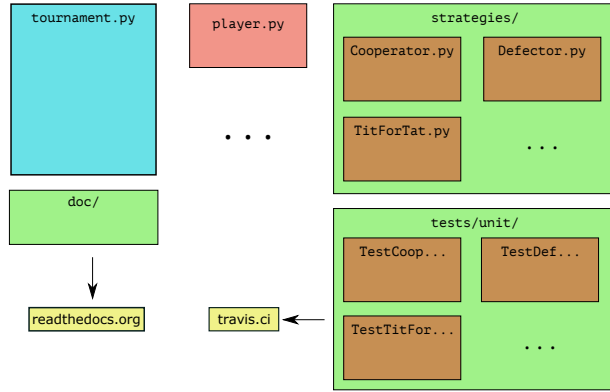 tournament.py
player.py
strategies/
Cooperator.py
Defector.py
TitForTat.py
...
...
doc/
tests/unit/
TestCoop...
TestDef...
readthedocs.org
travis.ci
TestTitFor...
...